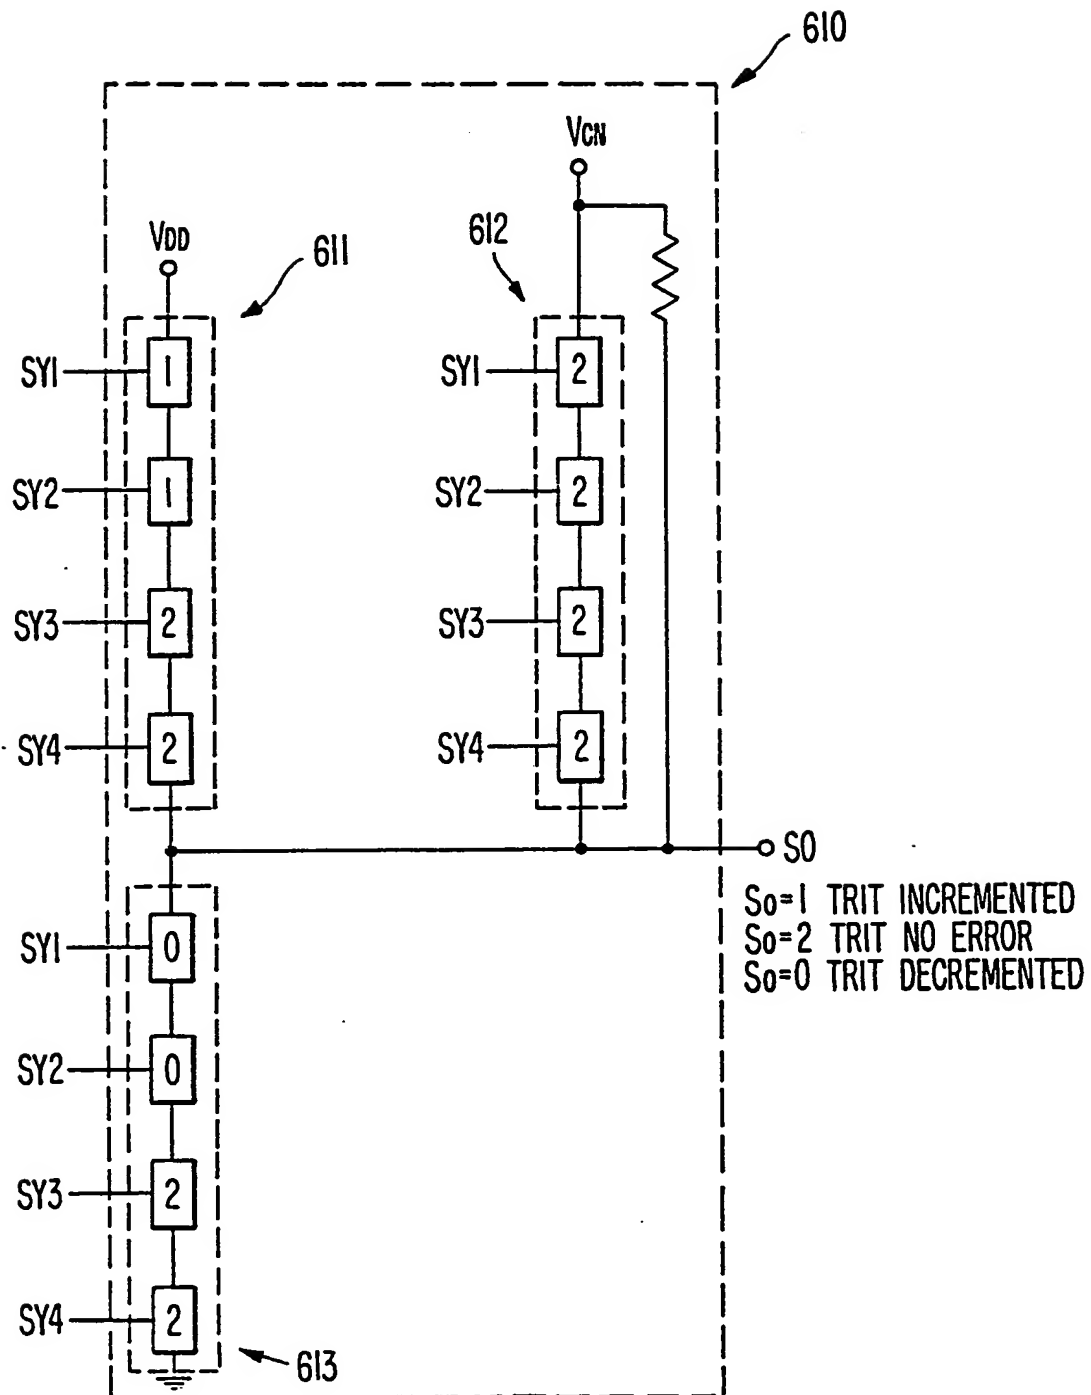 610
VCN
VDD
611
612
SY1
1
SY1
2
SY2
1
SY2
2
SY3
2
SY3
2
SY4
2
SY4
2
SO
So=1 TRIT INCREMENTED
So=2 TRIT NO ERROR
So=0 TRIT DECREMENTED
SY1
0
SY2
0
SY3
2
SY4
2
613